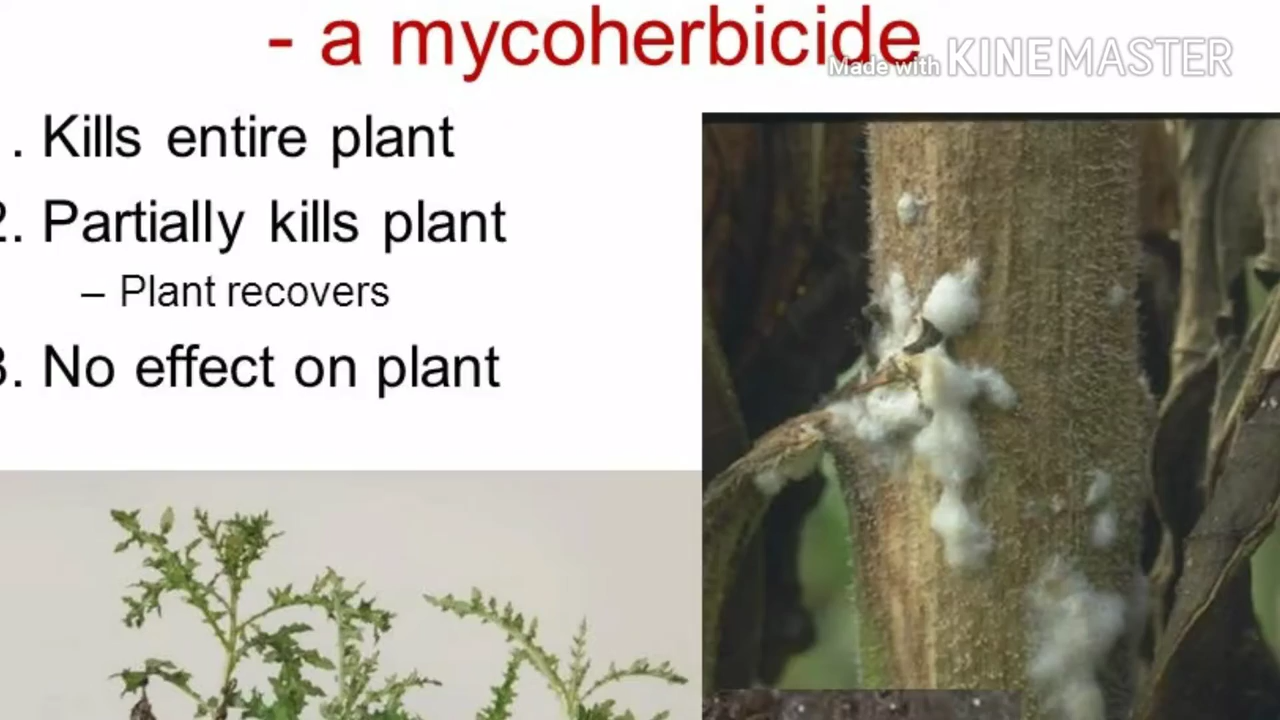 - a mycoherbicide
Made with KINEMASTER
. Kills entire plant
2. Partially kills plant
– Plant recovers
3. No effect on plant